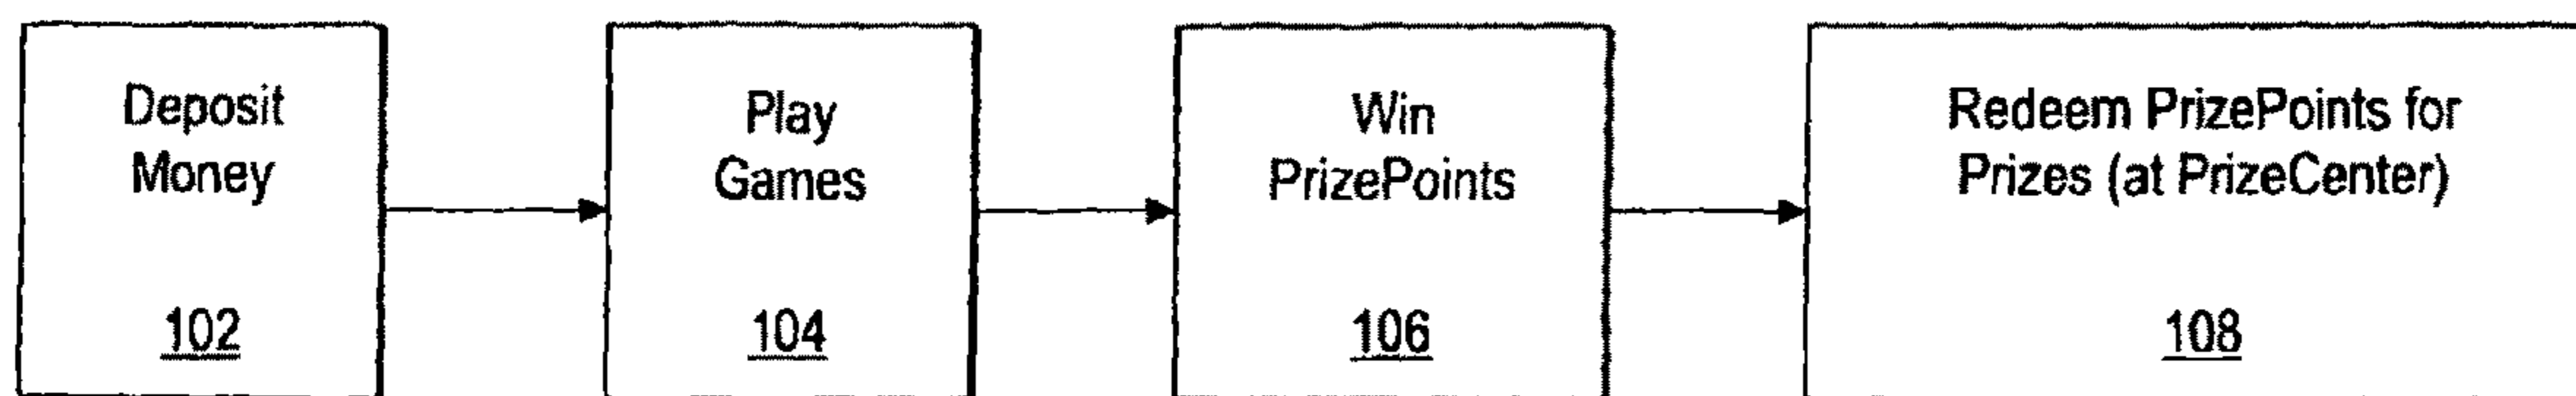 Deposit
Money
102
Play
Games
104
Win
PrizePoints
106
Redeem PrizePoints for
Prizes (at PrizeCenter)
108